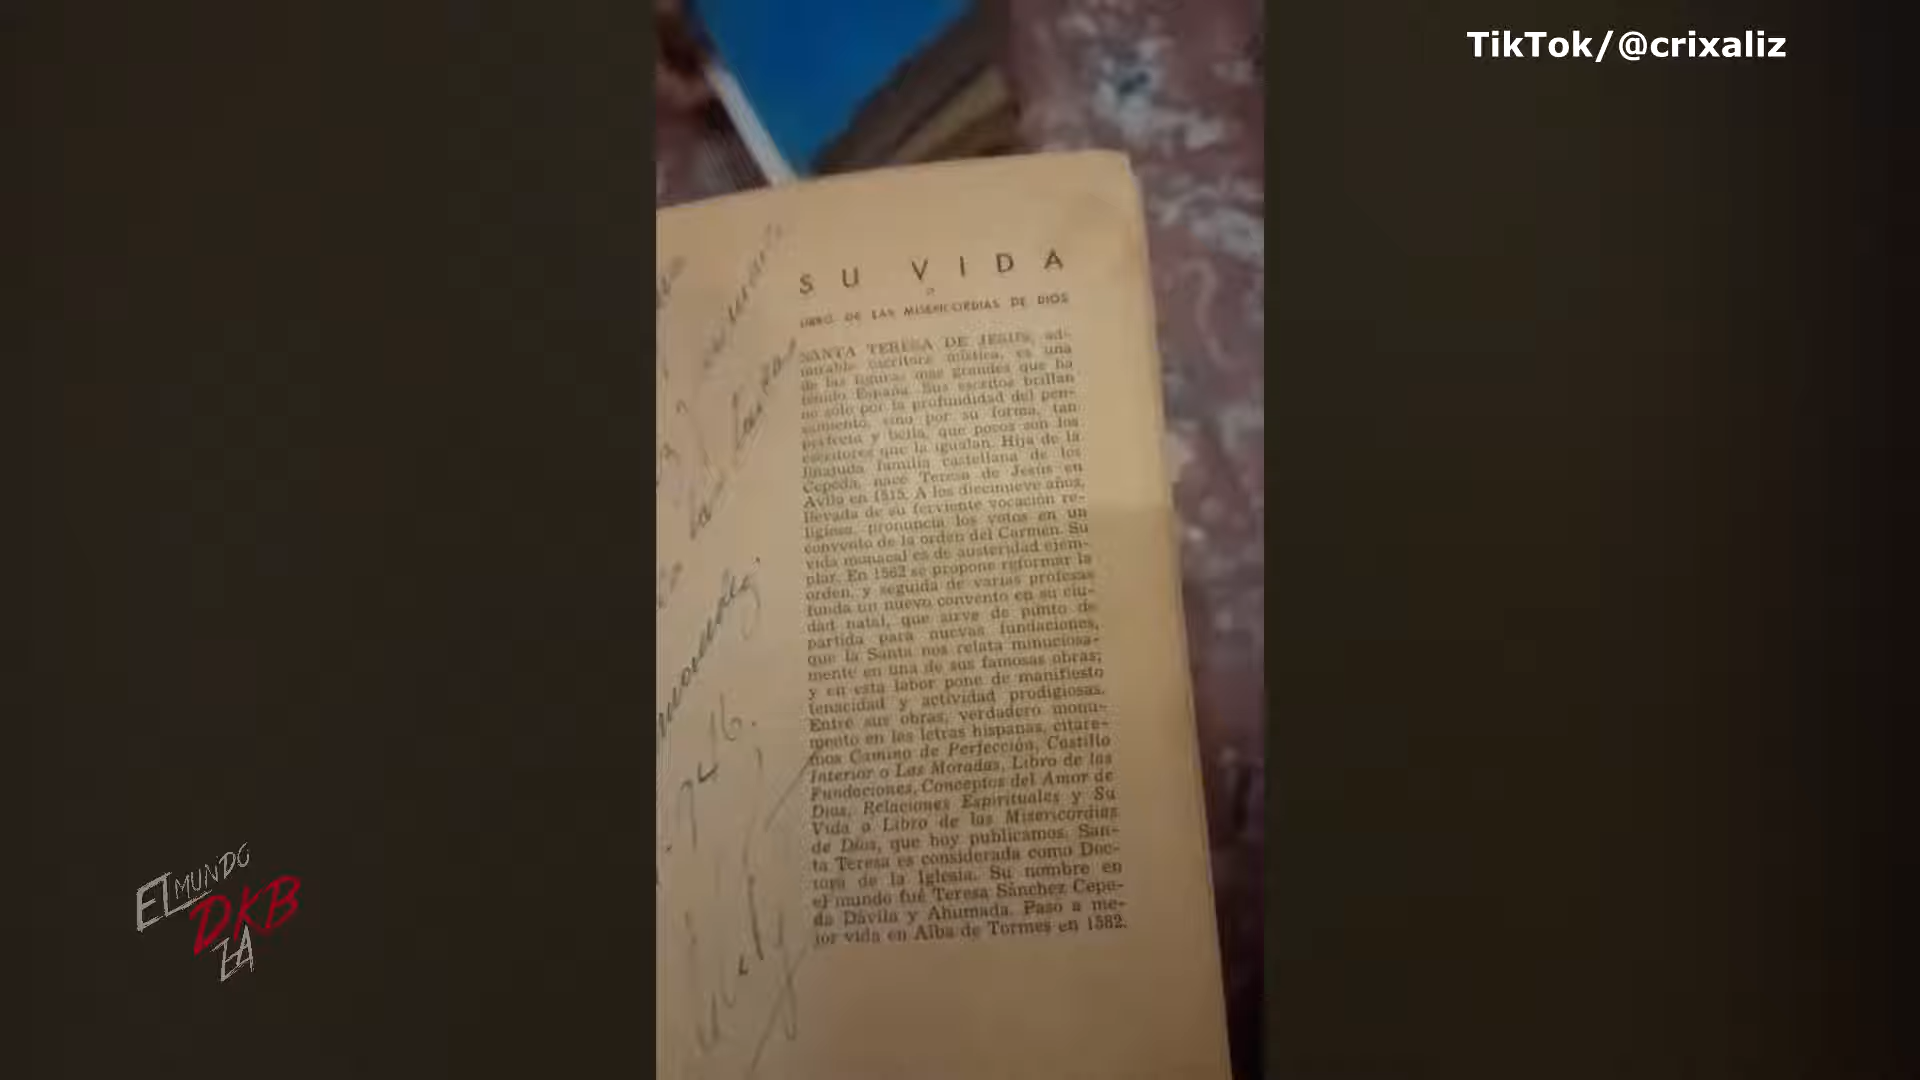 TikTok/@crixaliz
SU VIDA
o
LIBRO DE LAS MISERICORDIAS DE DIOS
SANTA TERESA DE JESUS, ad-
mirable escritora mística, es una
de las figuras más grandes que ha
tenido España. Sus escritos brillan
no sólo por la profundidad del pen-
samiento, sino por su forma, tan
perfecta y bella, que pocos son los
escritores que la igualan. Hija de la
linajuda familia castellana de los
Cepeda, nace Teresa de Jesús en
Avila en 1515. A los diecinueve años,
llevada de su ferviente vocación re-
ligiosa, pronuncia los votos en un
convento de la orden del Carmen. Su
vida monacal es de austeridad ejem-
plar. En 1562 se propone reformar la
orden, y seguida de varias profesas
funda un nuevo convento en su ciu-
dad natal, que sirve de punto de
partida para nuevas fundaciones,
que la Santa nos relata minuciosa-
mente en una de sus famosas obras;
y en esta labor pone de manifiesto
tenacidad y actividad prodigiosas.
Entre sus obras, verdadero monu-
mento en las letras hispanas, citare-
mos Camino de Perfección, Castillo
Interior o Las Moradas, Libro de las
Fundaciones, Conceptos del Amor de
Dios, Relaciones Espirituales y Su
Vida o Libro de las Misericordias
de Dios, que hoy publicamos. San-
ta Teresa es considerada como Doc-
tora de la Iglesia. Su nombre en
el mundo fué Teresa Sánchez Cepe-
da Dávila y Ahumada. Pasó a me-
jor vida en Alba de Tormes en 1582.
EL MUNDO
DKB
ZA